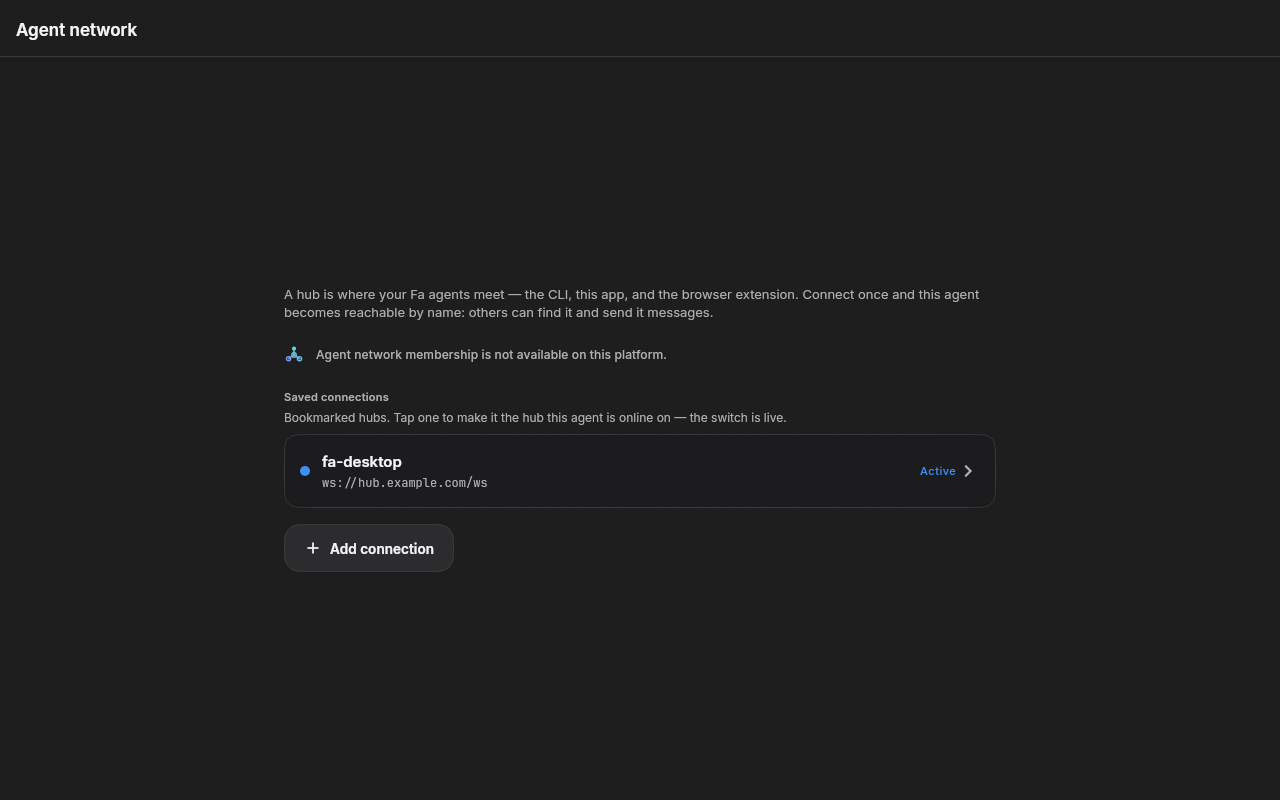 Agent network
A hub is where your Fa agents meet — the CLI, this app, and the browser extension. Connect once and this agent
becomes reachable by name: others can find it and send it messages.
Agent network membership is not available on this platform.
Saved connections
Bookmarked hubs. Tap one to make it the hub this agent is online on — the switch is live.
fa-desktop
Active
ws://hub.example.com/ws
Add connection